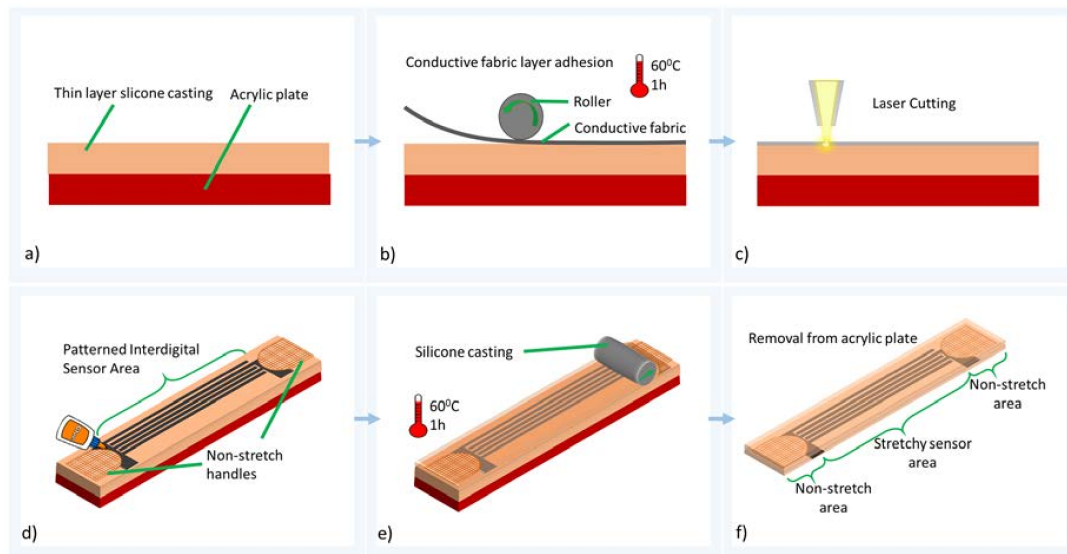 Thin layer slicone casting
Acrylic plate
a)
Conductive fabric layer adhesion
60⁰C
1h
Roller
Conductive fabric
b)
Laser Cutting
c)
Patterned Interdigital
Sensor Area
Non-stretch
handles
d)
Silicone casting
60⁰C
1h
e)
Removal from acrylic plate
Non-stretch
area
Stretchy sensor
area
Non-stretch
area
f)